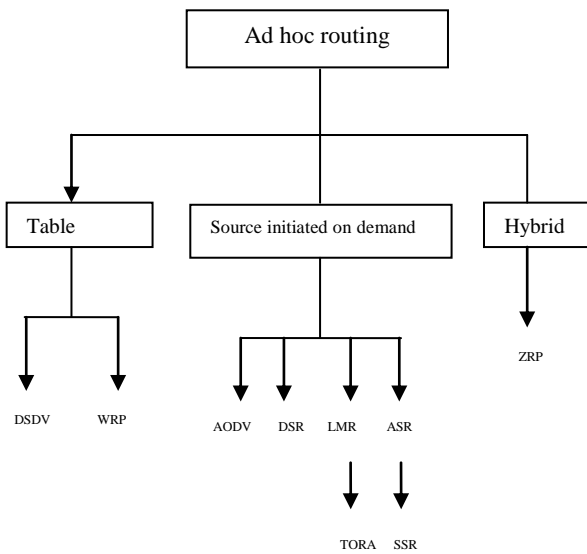 Ad hoc routing
Table
Source initiated on demand
Hybrid
ZRP
DSDV
WRP
AODV
DSR
LMR
ASR
TORA
SSR